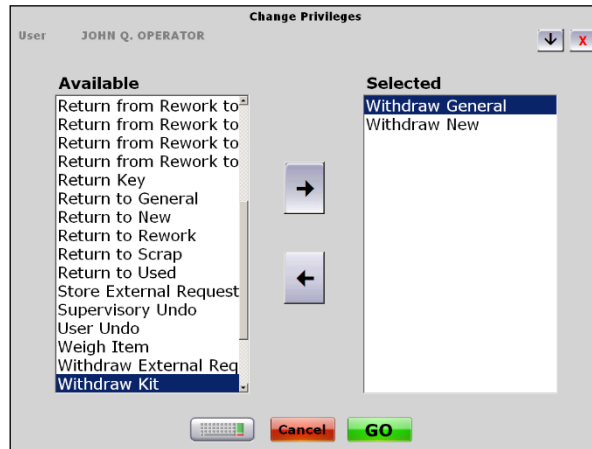 Change Privileges
User JOHN Q. OPERATOR
X
Available
Return from Rework to
Return from Rework to
Return from Rework to
Return from Rework to
Return Key
Return to General
Return to New
Return to Rework
Return to Scrap
Return to Used
Store External Request
Supervisory Undo
User Undo
Weigh Item
Withdraw External Req
Withdraw Kit
Selected
Withdraw General
Withdraw New
Cancel
GO